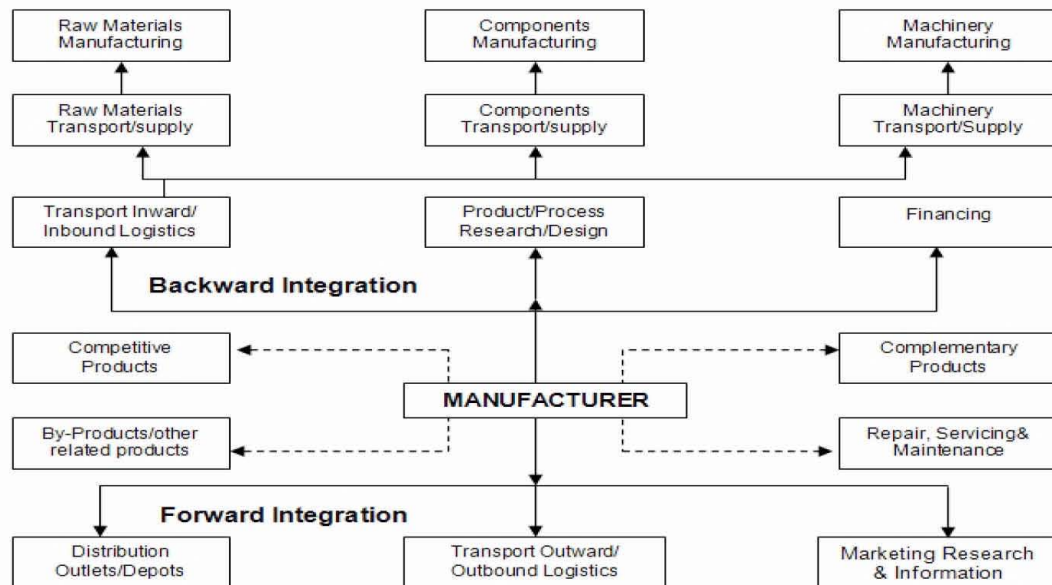 Raw Materials
Manufacturing
Components
Manufacturing
Machinery
Manufacturing
Raw Materials
Transport/supply
Components
Transport/supply
Machinery
Transport/Supply
Transport Inward/
Inbound Logistics
Product/Process
Research/Design
Financing
Backward Integration
Competitive
Products
Complementary
Products
MANUFACTURER
By-Products/other
related products
Repair, Servicing&
Maintenance
Forward Integration
Distribution
Outlets/Depots
Transport Outward/
Outbound Logistics
Marketing Research
& Information